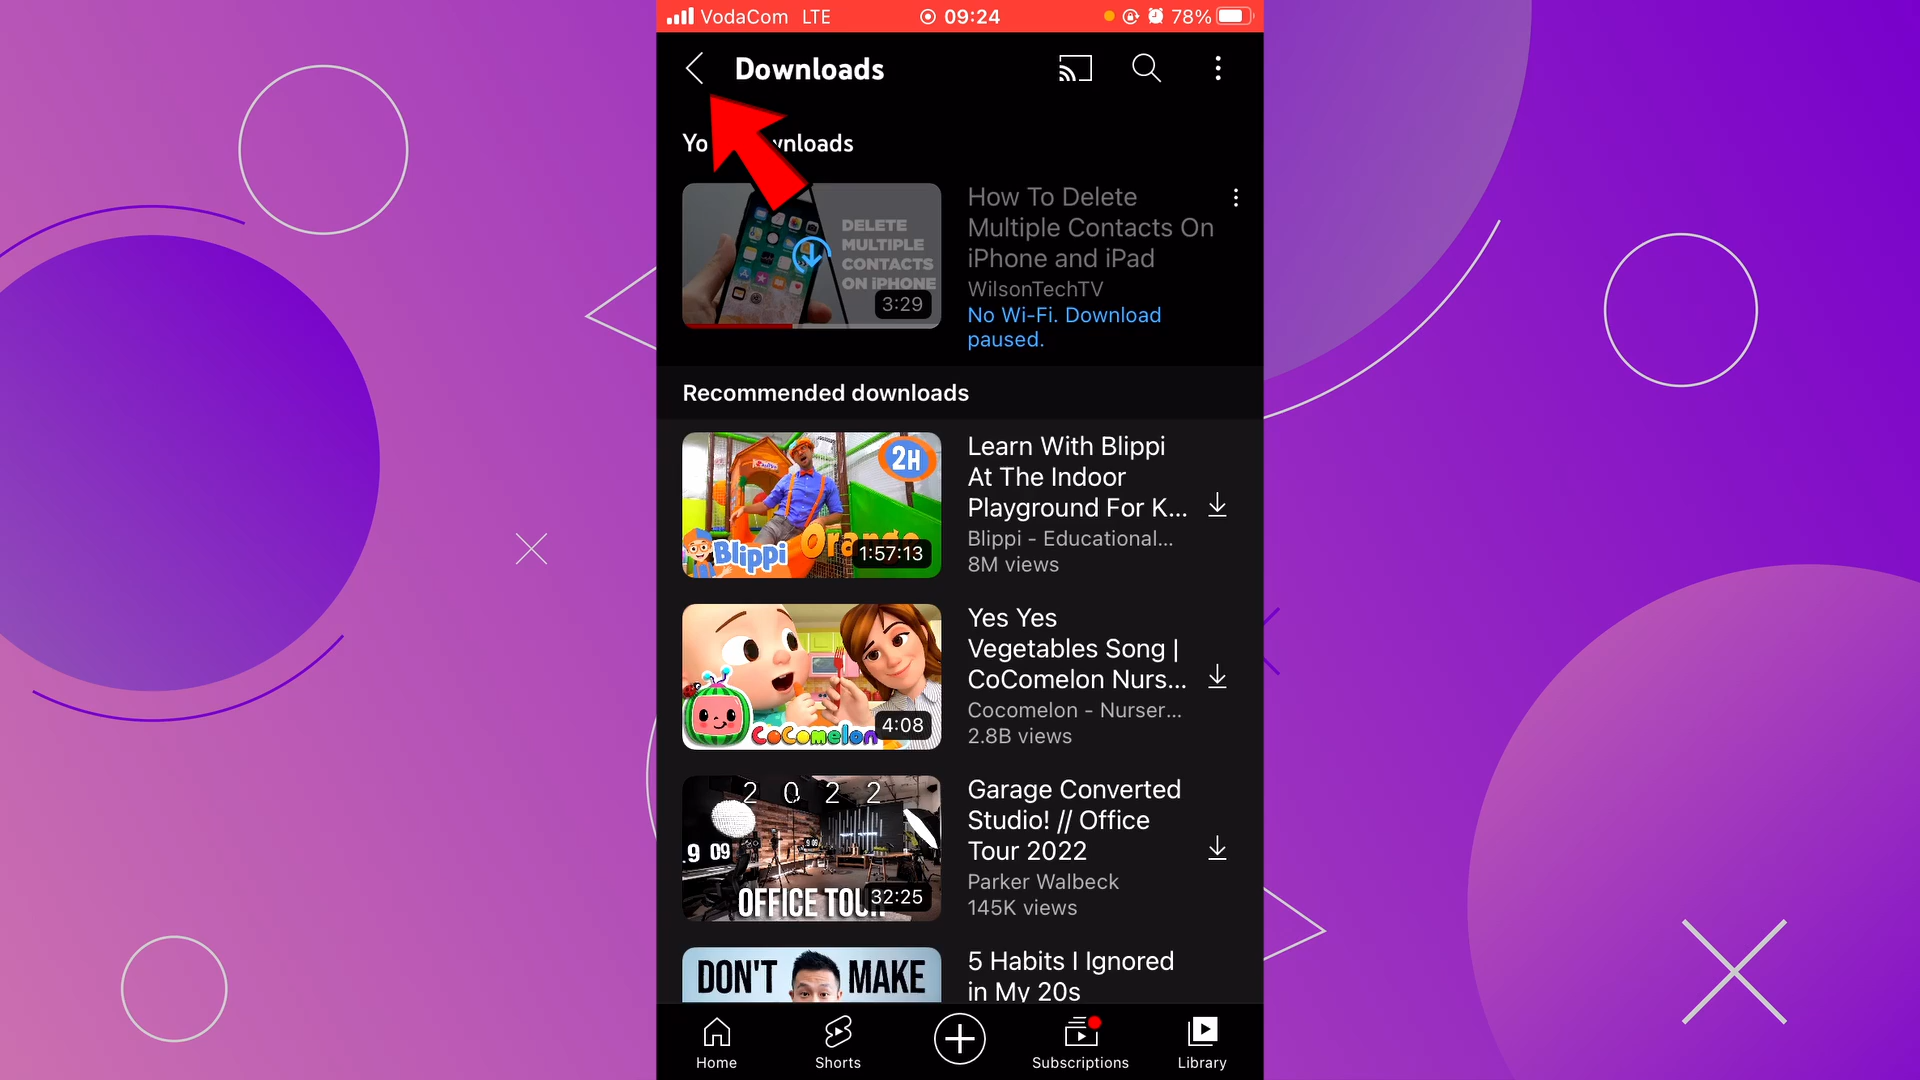 VodaCom LTE 09:24 78%
Downloads
Yo wnloads
DELETE
MULTIPLE
CONTACTS
ON iPHONE
3:29
How To Delete
Multiple Contacts On
iPhone and iPad
WilsonTechTV
No Wi-Fi. Download
paused.
Recommended downloads
2H
Blippi
Orange
1:57:13
Learn With Blippi
At The Indoor
Playground For K...
Blippi - Educational...
8M views
CoComelon
4:08
Yes Yes
Vegetables Song |
CoComelon Nurs...
Cocomelon - Nurser...
2.8B views
2 0 2 2
9 09
OFFICE TOU
32:25
Garage Converted
Studio! // Office
Tour 2022
Parker Walbeck
145K views
DON'T MAKE
5 Habits I Ignored
in My 20s
Home
Shorts
Subscriptions
Library